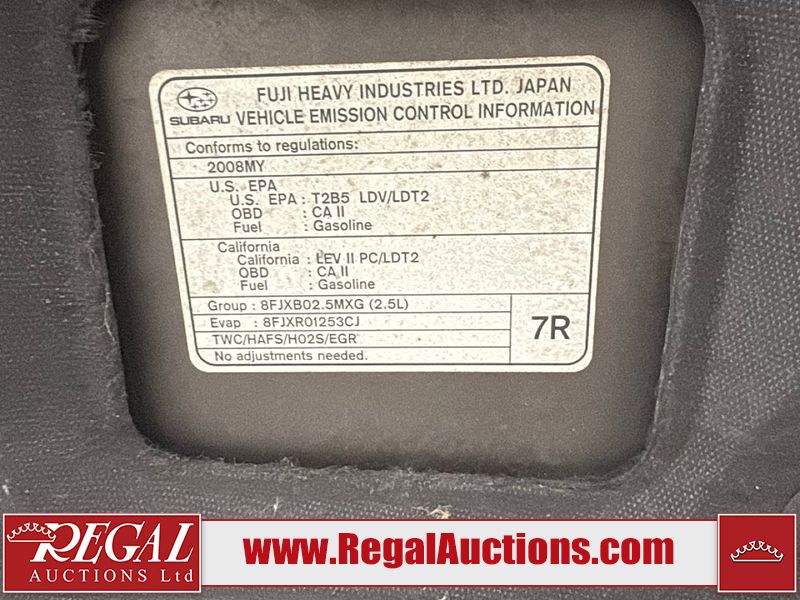 SUBARU
FUJI HEAVY INDUSTRIES LTD. JAPAN
VEHICLE EMISSION CONTROL INFORMATION
Conforms to regulations:
2008MY
U.S. EPA
U.S. EPA : T2B5 LDV/LDT2
OBD : CA II
Fuel : Gasoline
California
California : LEV II PC/LDT2
OBD : CA II
Fuel : Gasoline
Group : 8FJXB02.5MXG (2.5L)
Evap : 8FJXR01253CJ
TWC/HAFS/HO2S/EGR
No adjustments needed.
7R
REGAL
AUCTIONS Ltd
www.RegalAuctions.com